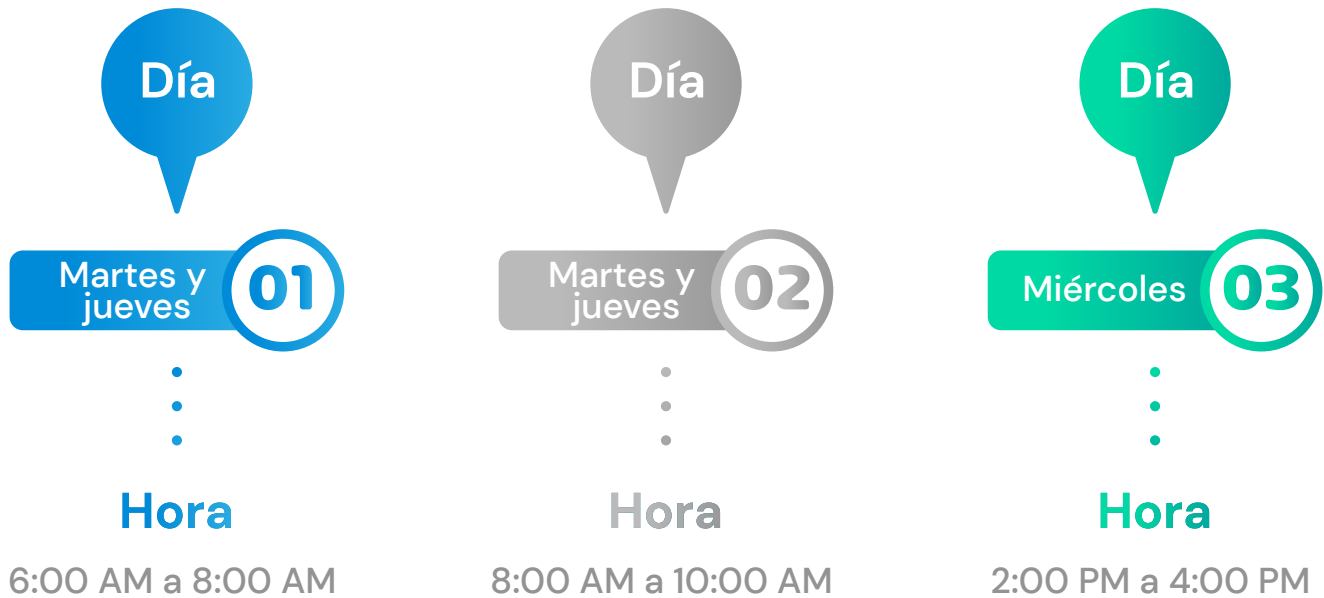 Día
Martes y
jueves
01
Hora
6:00 AM a 8:00 AM
Día
Martes y
jueves
02
Hora
8:00 AM a 10:00 AM
Día
Miércoles
03
Hora
2:00 PM a 4:00 PM